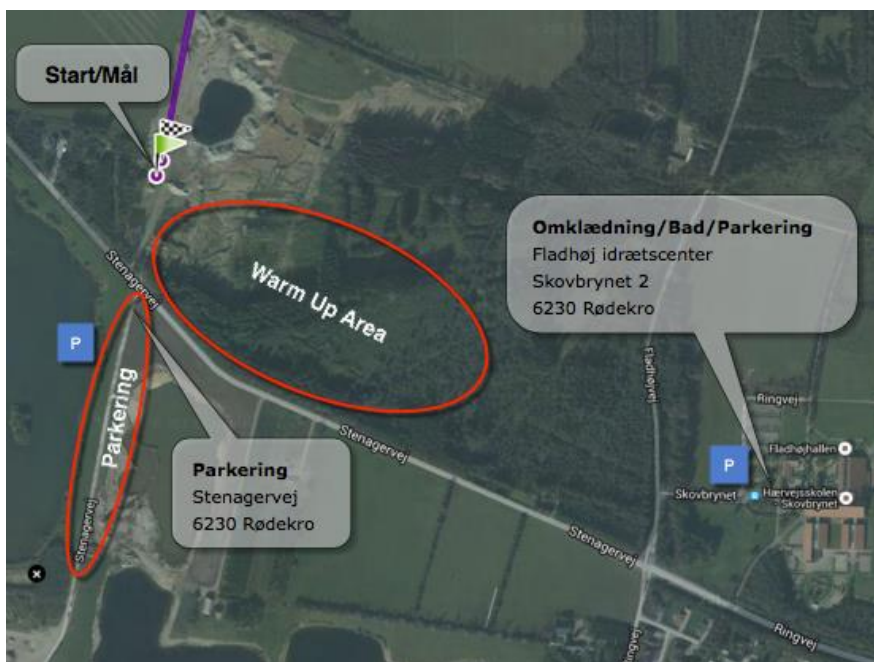 Start/Mål
Omklædning/Bad/Parkering
Fladhøj idrætscenter
Skovbrynet 2
6230 Rødekro
Stenagervej
Warm Up Area
P
Parkering
Fladhøjvej
Ringvej
Stenagervej
Fladhøjhallen
P
Parkering
Stenagervej
6230 Rødekro
Skovbrynet
Hærvejsskolen
Skovbrynet
Stenagervej
Stenagervej
Ringvej